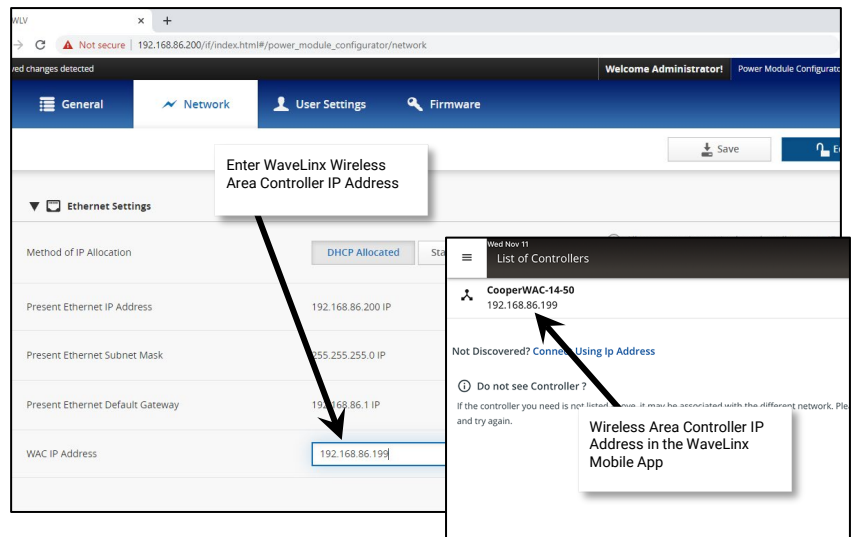 WLV
Not secure 192.168.86.200/if/index.html#/power_module_configurator/network
ved changes detected
Welcome Administrator! Power Module Configurato
General Network User Settings Firmware
Save
Enter WaveLinx Wireless
Area Controller IP Address
Ethernet Settings
Method of IP Allocation
DHCP Allocated Sta
Present Ethernet IP Address
192.168.86.200 IP
Present Ethernet Subnet Mask
255.255.255.0 IP
Present Ethernet Default Gateway
192.168.86.1 IP
WAC IP Address
192.168.86.199
Wed Nov 11
List of Controllers
CooperWAC-14-50
192.168.86.199
Not Discovered? Connect Using Ip Address
Do not see Controller ?
If the controller you need is not listed above, it may be associated with the different network. Plea
and try again.
Wireless Area Controller IP
Address in the WaveLinx
Mobile App